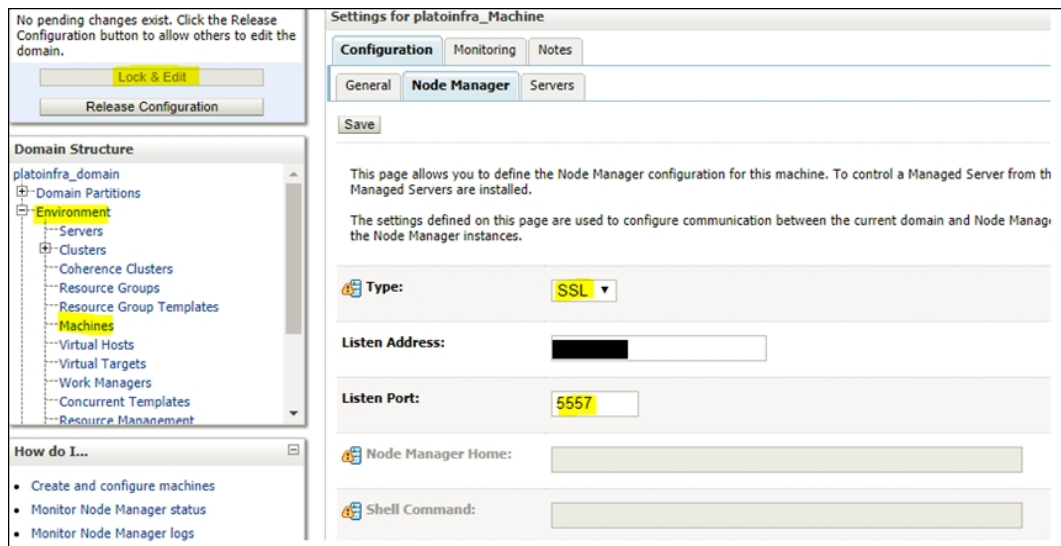 No pending changes exist. Click the Release
Configuration button to allow others to edit the
domain.
Lock & Edit
Release Configuration
Domain Structure
platoinfra_domain
Domain Partitions
Environment
Servers
Clusters
Coherence Clusters
Resource Groups
Resource Group Templates
Machines
Virtual Hosts
Virtual Targets
Work Managers
Concurrent Templates
Resource Management
How do I...
Create and configure machines
Monitor Node Manager status
Monitor Node Manager logs
Settings for platoinfra_Machine
Configuration Monitoring Notes
General Node Manager Servers
Save
This page allows you to define the Node Manager configuration for this machine. To control a Managed Server from th
Managed Servers are installed.
The settings defined on this page are used to configure communication between the current domain and Node Manage
the Node Manager instances.
Type: SSL
Listen Address:
Listen Port: 5557
Node Manager Home:
Shell Command: